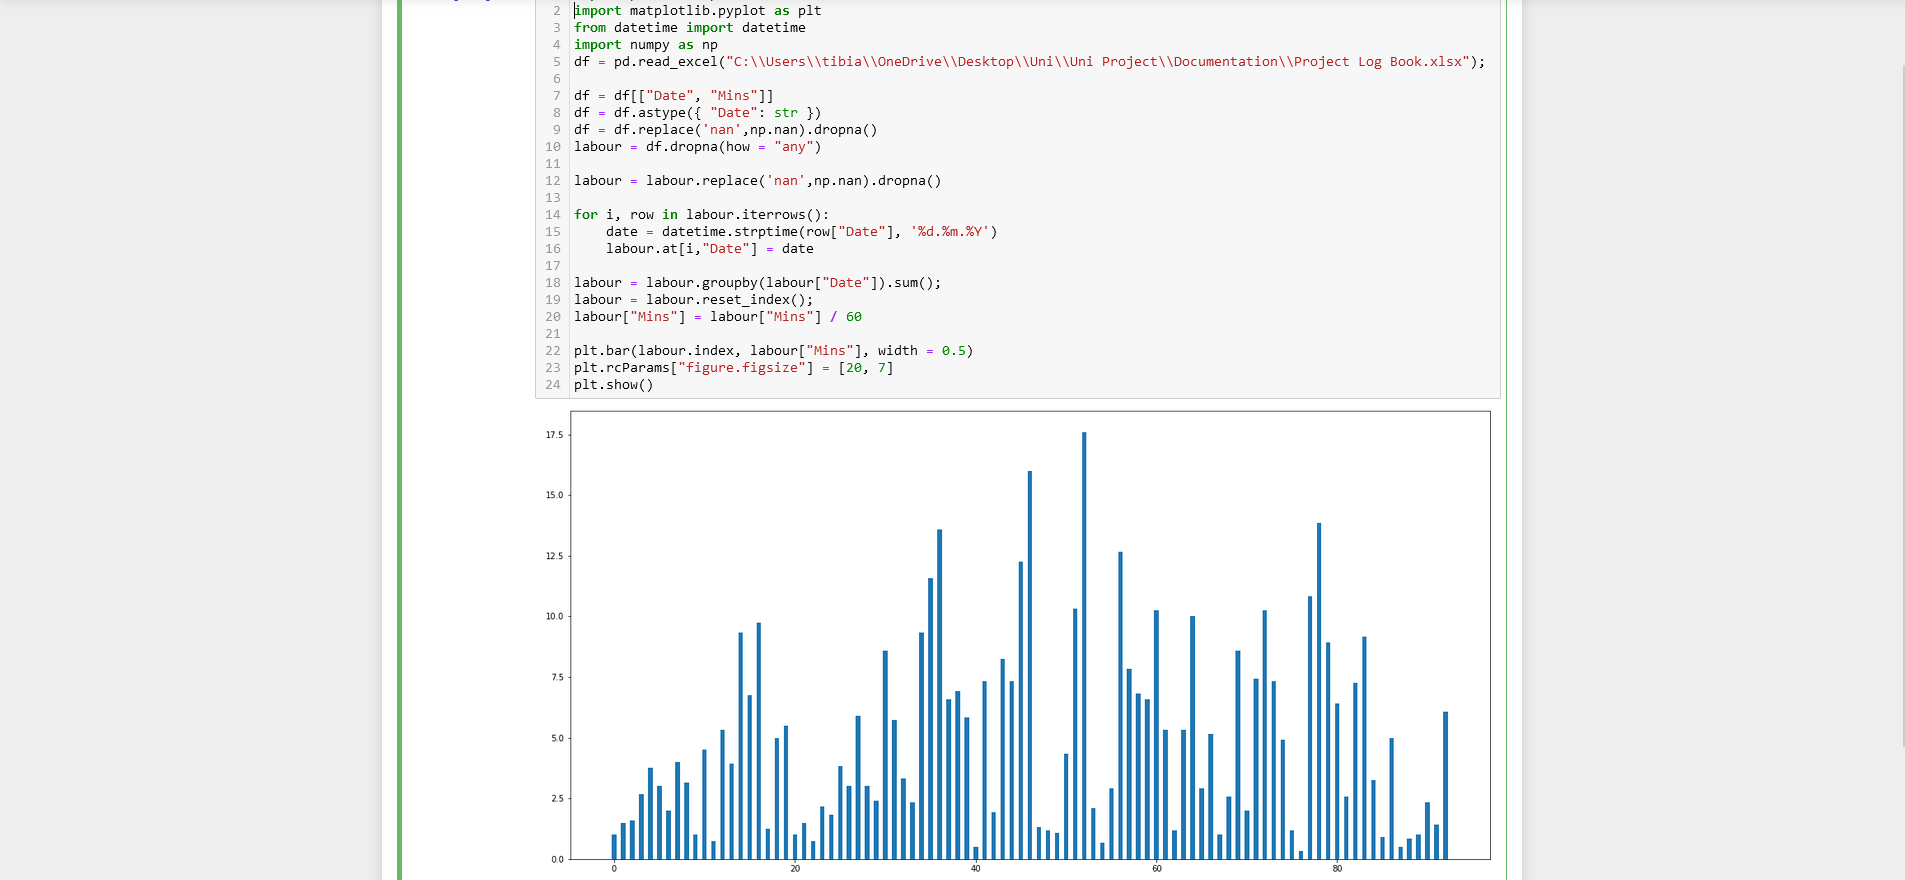 2 import matplotlib.pyplot as plt
3 from datetime import datetime
4 import numpy as np
5 df = pd.read_excel("C:\\Users\\tibia\\OneDrive\\Desktop\\Uni\\Uni Project\\Documentation\\Project Log Book.xlsx");
6
7 df = df[["Date", "Mins"]]
8 df = df.astype({ "Date": str })
9 df = df.replace('nan',np.nan).dropna()
10 labour = df.dropna(how = "any")
11
12 labour = labour.replace('nan',np.nan).dropna()
13
14 for i, row in labour.iterrows():
15     date = datetime.strptime(row["Date"], '%d.%m.%Y')
16     labour.at[i,"Date"] = date
17
18 labour = labour.groupby(labour["Date"]).sum();
19 labour = labour.reset_index();
20 labour["Mins"] = labour["Mins"] / 60
21
22 plt.bar(labour.index, labour["Mins"], width = 0.5)
23 plt.rcParams["figure.figsize"] = [20, 7]
24 plt.show()
17.5
15.0
12.5
10.0
7.5
5.0
2.5
0.0
0 20 40 60 80